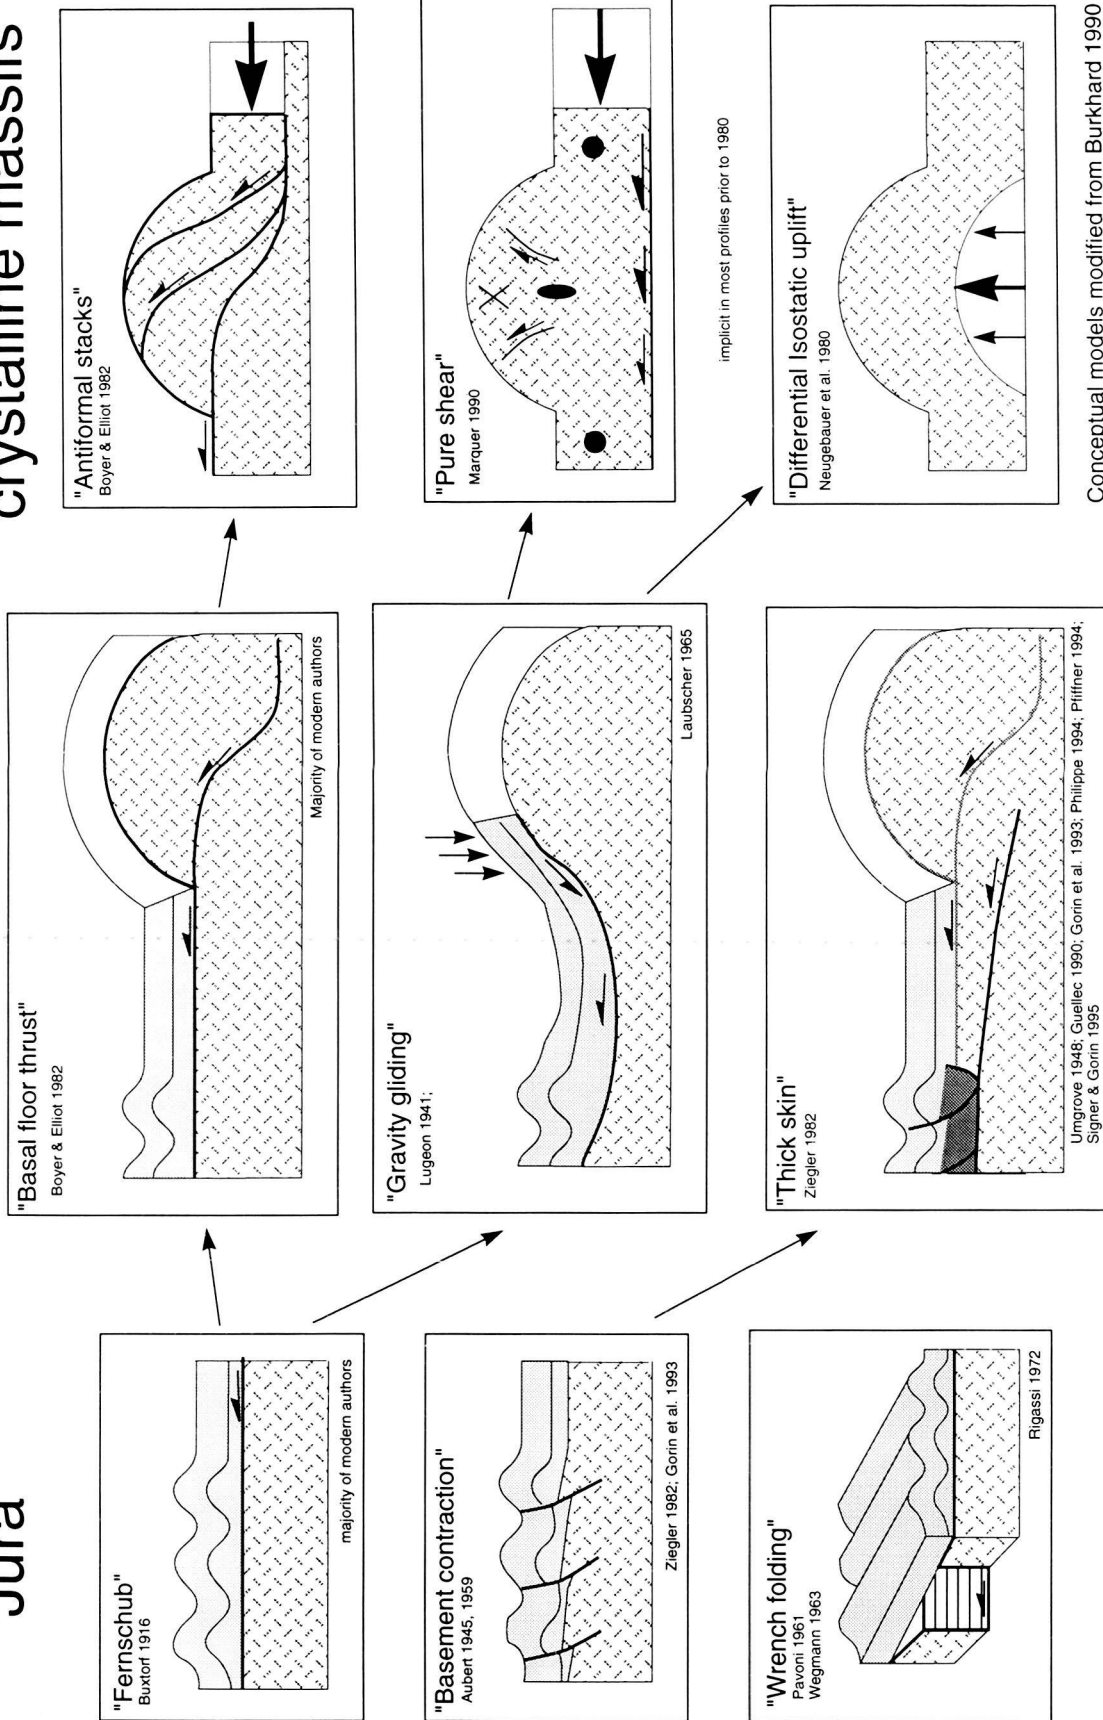 Jura
crystalline massifs
"Fernschub"
Buxtorf 1916
majority of modern authors
"Basement contraction"
Aubert 1945, 1959
Ziegler 1982: Gorin et al. 1993
"Wrench folding"
Pavoni 1961
Wegmann 1963
Rigassi 1972
"Basal floor thrust"
Boyer & Elliot 1982
Majority of modern authors
"Gravity gliding"
Lugeon 1941;
Laubscher 1965
"Thick skin"
Ziegler 1982
Umgrove 1948; Guellec 1990; Gorin et al. 1993; Philippe 1994; Pfiffner 1994;
Signer & Gorin 1995
"Antiformal stacks"
Boyer & Elliot 1982
"Pure shear"
Marquer 1990
implicit in most profiles prior to 1980
"Differential Isostatic uplift"
Neugebauer et al. 1980
Conceptual models modified from Burkhard 1990